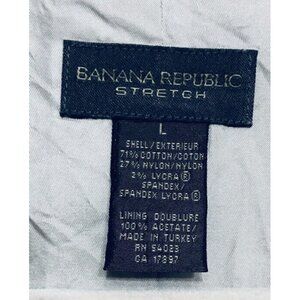 BANANA REPUBLIC
STRETCH
L
SHELL/EXTERIEUR
71% COTTON/COTON
27% NYLON/NYLON
2% LYCRA ®
SPANDEX/
SPANDEX LYCRA ®
LINING DOUBLURE
100% ACETATE/
MADE IN TURKEY
RN 54023
CA 17897